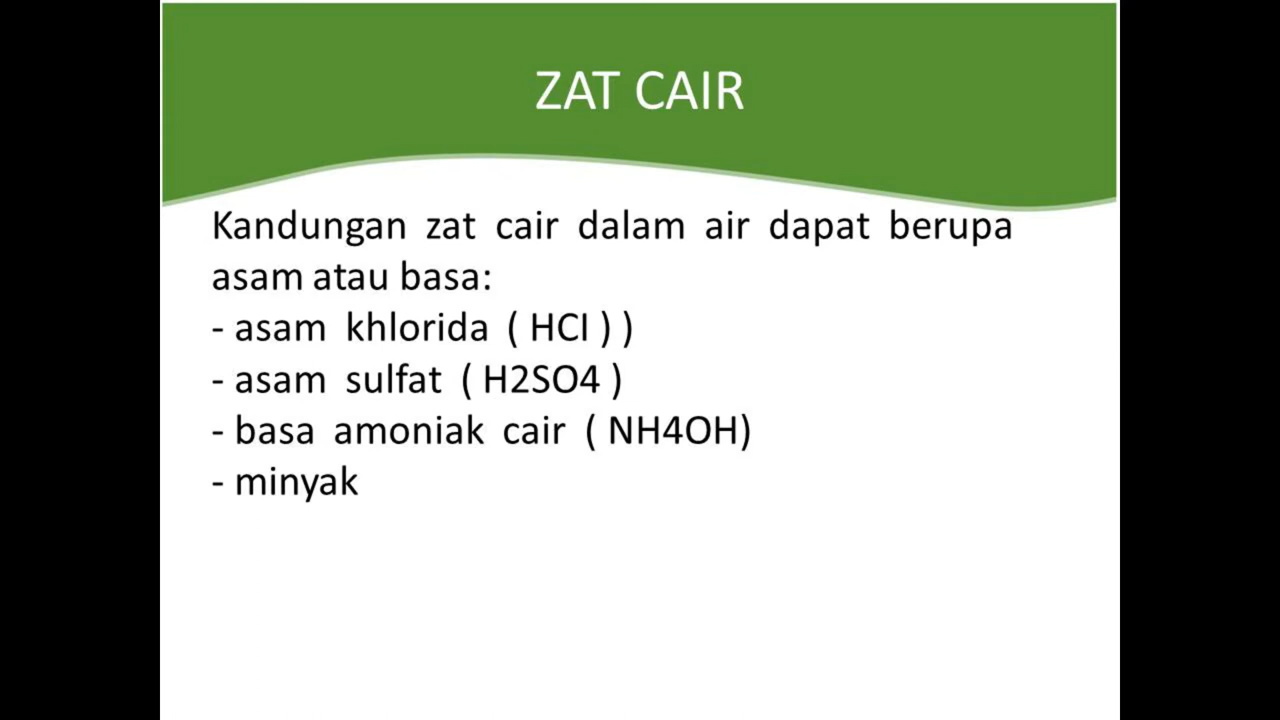 ZAT CAIR
Kandungan zat cair dalam air dapat berupa
asam atau basa:
- asam khlorida ( HCl ) )
- asam sulfat ( H2SO4 )
- basa amoniak cair ( NH4OH)
- minyak